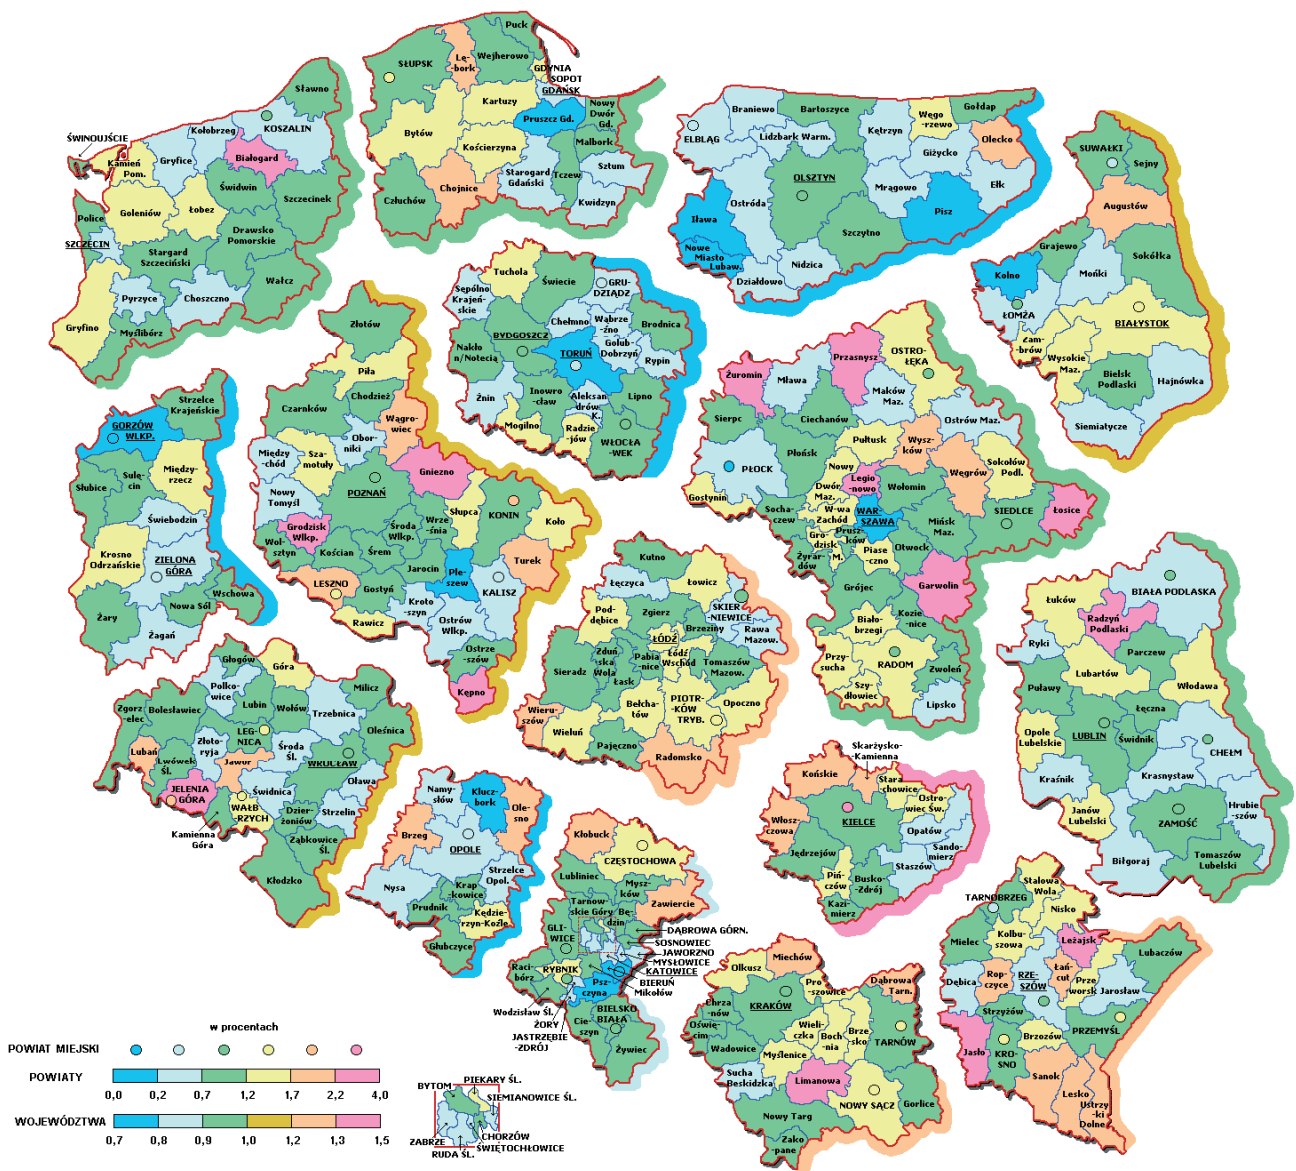 Puck
SŁUPSK
Lę-
-bork
Wejherowo
GDYNIA
SOPOT
GDAŃSK
Kartuzy
Bytów
Pruszcz Gd.
Nowy
Dwór
Gd.
Kościerzyna
Malbork
Chojnice
Starogard
Gdański
Tczew
Sztum
Człuchów
Kwidzyn
Sławno
ŚWINOUJŚCIE
KOSZALIN
Kołobrzeg
Kamień
Pom.
Gryfice
Białogard
Świdwin
Szczecinek
Goleniów
Łobez
Police
Drawsko
Pomorskie
SZCZECIN
Stargard
Szczeciński
Wałcz
Pyrzyce
Choszczno
Gryfino
Myślibórz
Braniewo
Bartoszyce
Węgo-
-rzewo
Gołdap
ELBLĄG
Lidzbark Warm.
Kętrzyn
Olecko
Giżycko
OLSZTYN
Mrągowo
Ełk
Ostróda
Iława
Pisz
Szczytno
Nowe
Miasto
Lubaw.
Nidzica
Działdowo
SUWAŁKI
Sejny
Augustów
Grajewo
Sokółka
Kolno
Mońki
ŁOMŻA
BIAŁYSTOK
Zam-
-brów
Wysokie
Maz.
Bielsk
Podlaski
Hajnówka
Siemiatycze
Tuchola
Sępólno
Krajeń-
-skie
Świecie
GRU-
DZIĄDZ
Chełmno
Wąbrze
-źno
BYDGOSZCZ
Brodnica
Golub-
Dobrzyń
Nakło
n/Notecią
TORUŃ
Rypin
Żnin
Inowro
-cław
Aleksan-
drów.
K.
Lipno
Mogilno
Radzie
-jów
WŁOCŁA
-WEK
Złotów
Piła
Chodzież
Czarnków
Wągro-
-wiec
Obor-
niki
Między-
-chód
Sza-
motuły
Gniezno
Nowy
Tomyśl
POZNAŃ
Słupca
KONIN
Koło
Grodzisk
Wlkp.
Środa
Wlkp.
Wrze-
-śnia
Wol-
sztyn
Kościan
Śrem
Turek
Jarocin
Ple-
szew
LESZNO
Gostyń
KALISZ
Kroto-
-szyn
Rawicz
Ostrów
Wlkp.
Ostrze-
-szów
Kępno
Strzelce
Krajeńskie
GORZÓW
WLKP.
Między-
rzecz
Sulę-
cin
Słubice
Świebodzin
Krosno
Odrzańskie
ZIELONA
GÓRA
Nowa Sól
Wschowa
Żary
Żagań
Przasnysz
OSTRO-
ŁĘKA
Żuromin
Mława
Maków
Maz.
Sierpc
Ciechanów
Ostrów Maz.
Pułtusk
Wysz-
ków
Płońsk
PŁOCK
Nowy
Dwór
Maz.
Legio-
-nowo
Węgrów
Sokołów
Podl.
Wołomin
Gostynin
Socha-
czew
W-wa
Zachód
WAR-
SZAWA
SIEDLCE
Łosice
Prusz-
ków
Mińsk
Maz.
Gro-
dzisk
M.
Piase
-czno
Otwock
Żyrar-
dów
Grójec
Garwolin
Kozie-
-nice
Biało-
brzegi
RADOM
Zwoleń
Przy-
sucha
Szy-
dłowiec
Lipsko
Kutno
Łęczyca
Łowicz
Pod-
dębice
Zgierz
SKIER-
NIEWICE
Brzeziny
Rawa
Mazow.
ŁÓDŹ
Łódź
Wschód
Sieradz
Zduń
ska
Wola
Pabia
-nice
Tomaszów
Mazow.
Łask
Wieru-
szów
Bełcha-
tów
PIOTR-
KÓW
TRYB.
Opoczno
Wieluń
Pajęczno
Radomsko
BIAŁA PODLASKA
Łuków
Radzyń
Podlaski
Ryki
Parczew
Lubartów
Włodawa
Puławy
Łęczna
Opole
Lubelskie
LUBLIN
Świdnik
CHEŁM
Kraśnik
Krasnystaw
Janów
Lubelski
Hrubie-
szów
ZAMOŚĆ
Biłgoraj
Tomaszów
Lubelski
Głogów
Góra
Polko-
wice
Milicz
Zgorz
-elec
Bolesławiec
Lubin
Wołów
Trzebnica
Oleśnica
Lubań
Złoto-
ryja
LEG-
NICA
Środa
Śl.
WROCŁAW
Lwówek
Śl.
Jawor
Oława
JELENIA
GÓRA
Świdnica
Strzelin
WAŁB
RZYCH
Dzier-
żoniów
Kamienna
Góra
Ząbkowice
Śl.
Kłodzko
Namy-
słów
Klucz-
bork
Ole-
sno
Brzeg
OPOLE
Strzelce
Opol.
Nysa
Krap
-kowice
Prudnik
Kędzie-
rzyn-Koźle
Głubczyce
Skarżysko-
Kamienna
Końskie
Stara
chowice
Ostro-
wiec Św.
Włosz-
czowa
KIELCE
Opatów
Jędrzejów
Sando-
mierz
Staszów
Piń-
czów
Busko-
Zdrój
Kazi-
mierz
Kłobuck
CZĘSTOCHOWA
Lubliniec
Mysz-
ków
Tarnow-
skie Góry
Bę-
dzin
Zawiercie
GLI-
WICE
DĄBROWA GÓRN.
SOSNOWIEC
JAWORZNO
MYSŁOWICE
KATOWICE
BIERUŃ
Mikołów
Raci-
bórz
RYBNIK
Psz-
czyna
Wodzisław Śl.
ŻORY
JASTRZĘBIE
-ZDRÓJ
Cie-
szyn
BIELSKO
BIAŁA
Żywiec
Miechów
Olkusz
Pro-
szowice
Dąbrowa
Tarn.
Chrza
-nów
KRAKÓW
Oświę-
cim
Wieli-
czka
Boch-
nia
Brze-
sko
TARNÓW
Wadowice
Myślenice
Sucha
Beskidzka
Limanowa
NOWY SĄCZ
Gorlice
Nowy Targ
Zako-
pane
Stalowa
Wola
TARNOBRZEG
Nisko
Kolbu-
szowa
Mielec
Leżajsk
Lubaczów
Dębica
Rop-
czyce
RZE-
SZÓW
Łań-
cut
Prze
worsk
Jarosław
Strzyżów
PRZEMYŚL
Jasło
KRO-
SNO
Brzozów
Sanok
Lesko
Ustrzy
-ki
Dolne
w procentach
POWIAT MIEJSKI
POWIATY
0,0 0,2 0,7 1,2 1,7 2,2 4,0
WOJEWÓDZTWA
0,7 0,8 0,9 1,0 1,2 1,3 1,5
BYTOM
PIEKARY ŚL.
SIEMIANOWICE ŚL.
ZABRZE
CHORZÓW
ŚWIĘTOCHŁOWICE
RUDA ŚL.